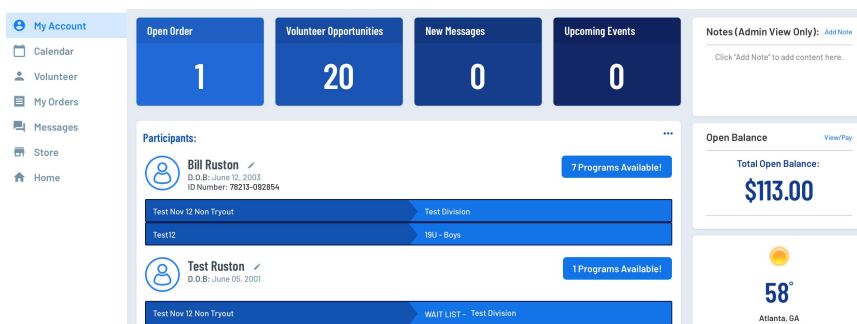 My Account
Calendar
Volunteer
My Orders
Messages
Store
Home
Open Order
1
Volunteer Opportunities
20
New Messages
0
Upcoming Events
0
Participants:
Bill Ruston
D.O.B: June 12, 2003
ID Number: 78213-092854
7 Programs Available!
Test Nov 12 Non Tryout Test Division
Test12 19U - Boys
Test Ruston
D.O.B: June 05, 2001
1 Programs Available!
Test Nov 12 Non Tryout WAIT LIST - Test Division
Notes (Admin View Only): Add Note
Click "Add Note" to add content here.
Open Balance View/Pay
Total Open Balance:
$113.00
58°
Atlanta, GA